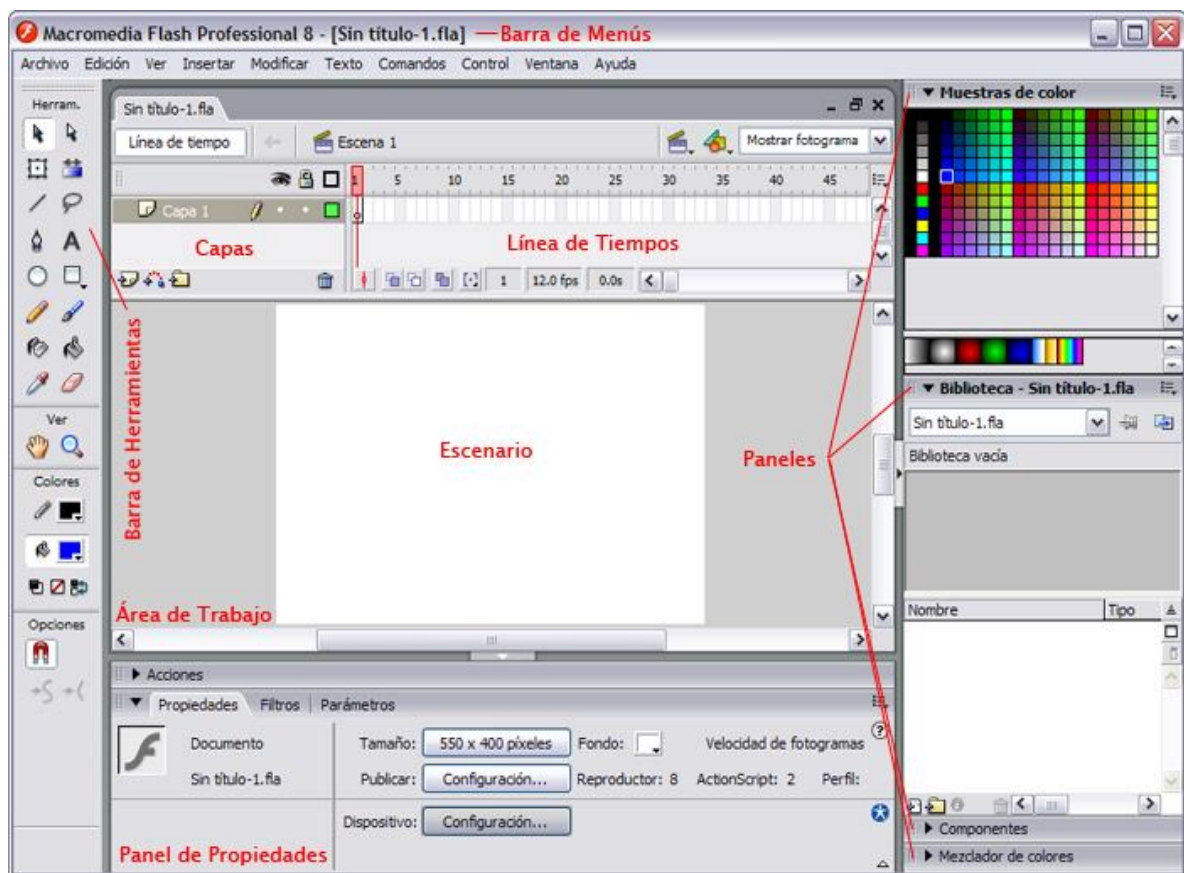 Macromedia Flash Professional 8 - [Sin título-1.fla] Barra de Menús
Archivo Edición Ver Insertar Modificar Texto Comandos Control Ventana Ayuda
Herram.
Ver
Colores
Opciones
Barra de Herramientas
Sin título-1.fla
Línea de tiempo
Escena 1
Mostrar fotograma
1 5 10 15 20 25 30 35 40 45
Capa 1
Capas
Línea de Tiempos
1 12.0 fps 0.0s
Escenario
Área de Trabajo
Acciones
Propiedades Filtros Parámetros
Documento
Sin título-1.fla
Tamaño: 550 x 400 píxeles Fondo: Velocidad de fotogramas
Publicar: Configuración... Reproductor: 8 ActionScript: 2 Perfil:
Dispositivo: Configuración...
Panel de Propiedades
Muestras de color
Paneles
Biblioteca - Sin título-1.fla
Sin título-1.fla
Biblioteca vacía
Nombre Tipo
Componentes
Mezclador de colores